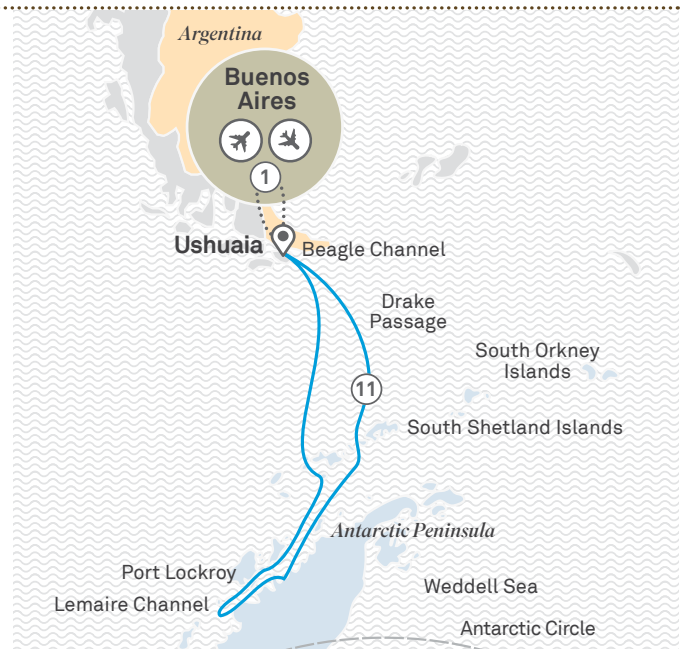 Argentina
Buenos
Aires
1
Ushuaia
Beagle Channel
Drake
Passage
South Orkney
Islands
11
South Shetland Islands
Antarctic Peninsula
Port Lockroy
Weddell Sea
Lemaire Channel
Antarctic Circle